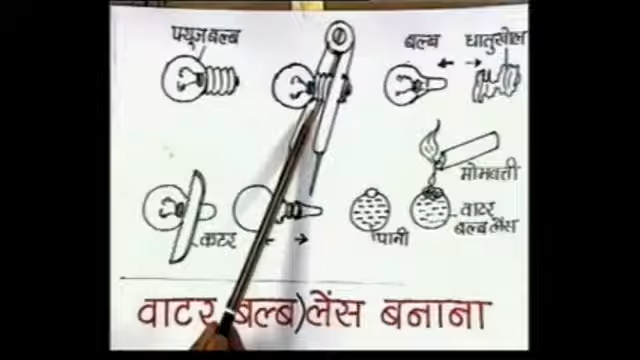 फ्यूज बल्ब
बल्ब
धातुखोल
मोमबत्ती
कटर
पानी
वाटर
बल्ब लेंस
वाटर बल्ब) लेंस बनाना